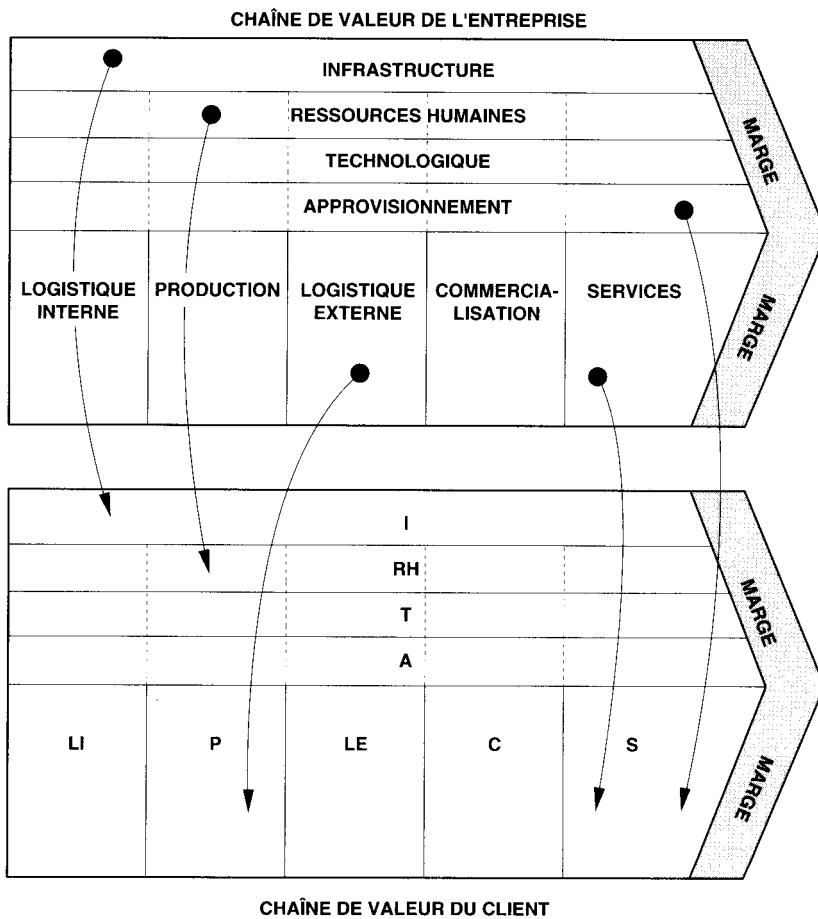 CHAÎNE DE VALEUR DE L'ENTREPRISE
INFRASTRUCTURE
RESSOURCES HUMAINES
TECHNOLOGIQUE
APPROVISIONNEMENT
MARGE
LOGISTIQUE
INTERNE
PRODUCTION
LOGISTIQUE
EXTERNE
COMMERCIA-
LISATION
SERVICES
MARGE
I
RH
T
A
MARGE
LI
P
LE
C
S
MARGE
CHAÎNE DE VALEUR DU CLIENT